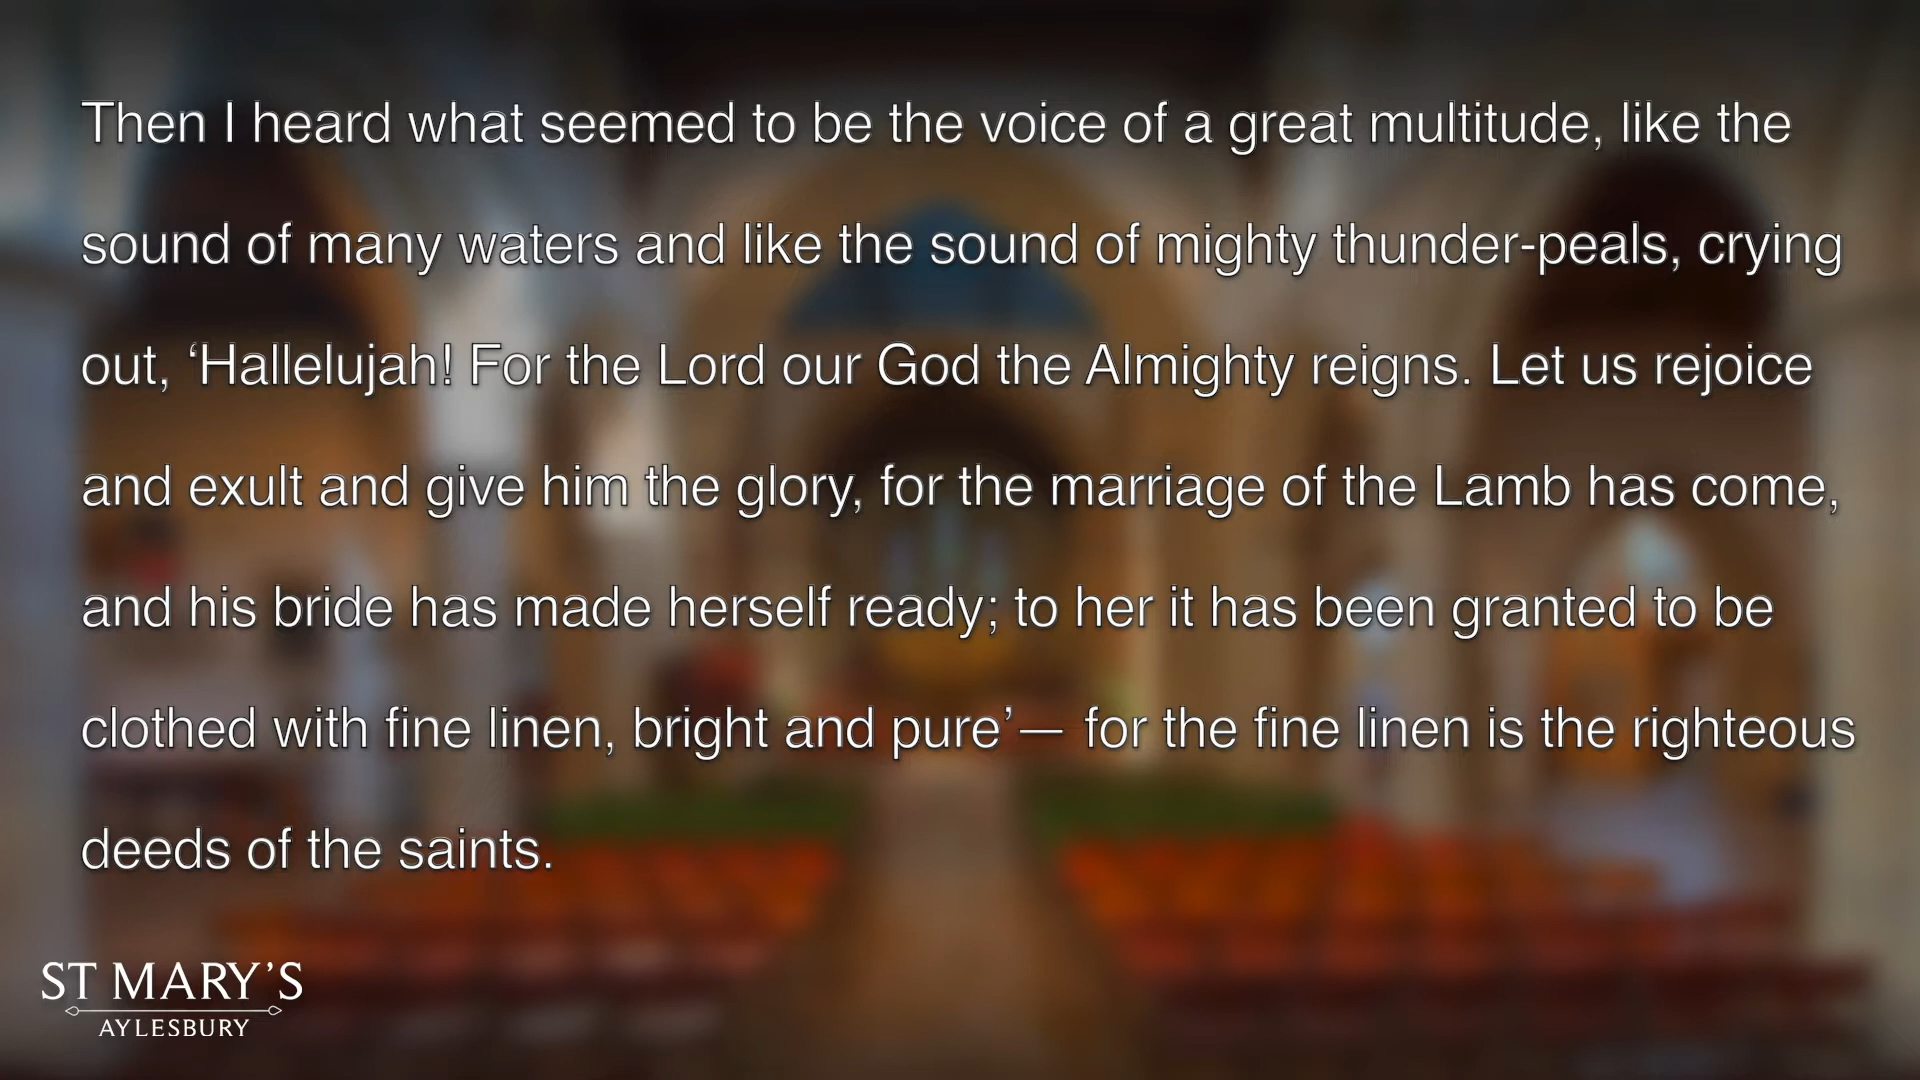 Then I heard what seemed to be the voice of a great multitude, like the
sound of many waters and like the sound of mighty thunder-peals, crying
out, ‘Hallelujah! For the Lord our God the Almighty reigns. Let us rejoice
and exult and give him the glory, for the marriage of the Lamb has come,
and his bride has made herself ready; to her it has been granted to be
clothed with fine linen, bright and pure’— for the fine linen is the righteous
deeds of the saints.
ST MARY’S
AYLESBURY